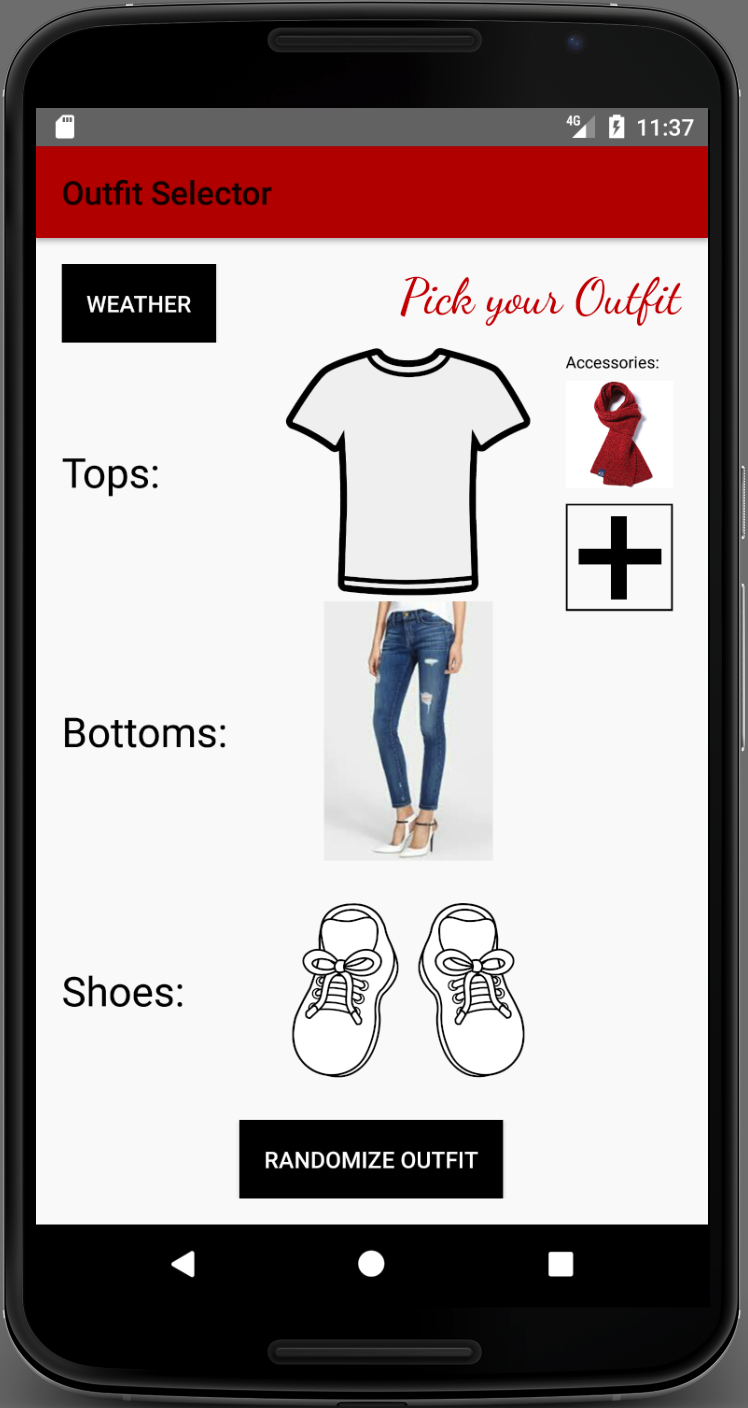 4G 11:37
Outfit Selector
WEATHER
Pick your Outfit
Accessories:
Tops:
Bottoms:
Shoes:
RANDOMIZE OUTFIT